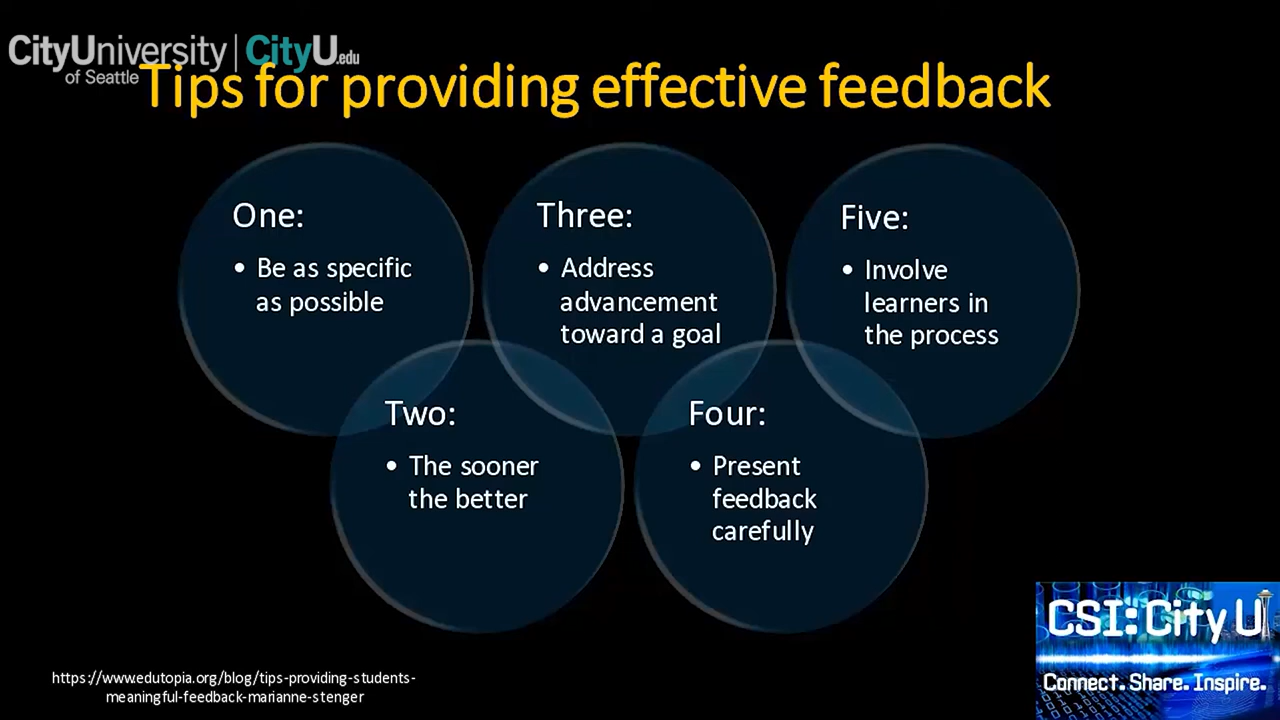 CityUniversity | CityU.edu
of Seattle
Tips for providing effective feedback
One:
• Be as specific
as possible
Two:
• The sooner
the better
Three:
• Address
advancement
toward a goal
Four:
• Present
feedback
carefully
Five:
• Involve
learners in
the process
https://www.edutopia.org/blog/tips-providing-students-
meaningful-feedback-marianne-stenger
CSI:City U
Connect. Share. Inspire.